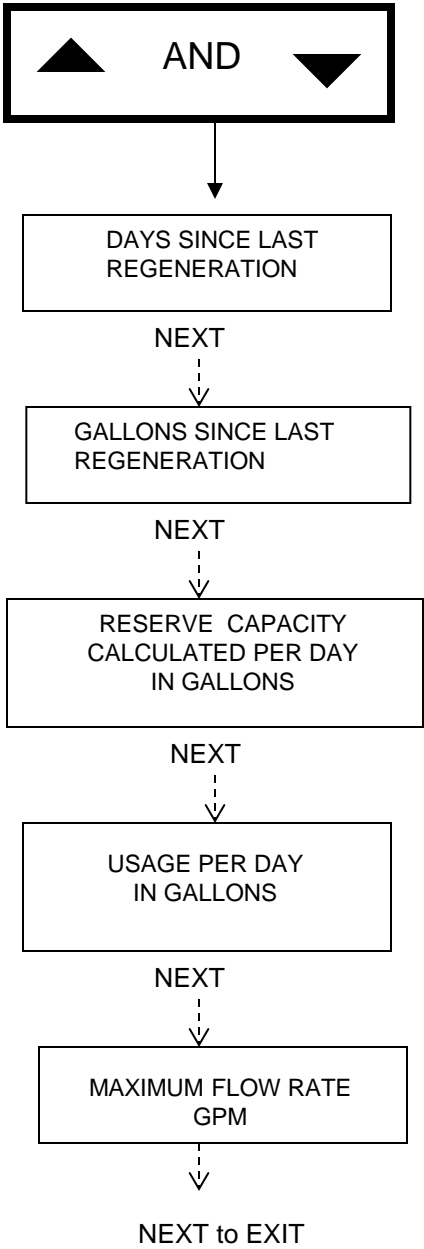 AND
DAYS SINCE LAST
REGENERATION
NEXT
GALLONS SINCE LAST
REGENERATION
NEXT
RESERVE CAPACITY
CALCULATED PER DAY
IN GALLONS
NEXT
USAGE PER DAY
IN GALLONS
NEXT
MAXIMUM FLOW RATE
GPM
NEXT to EXIT